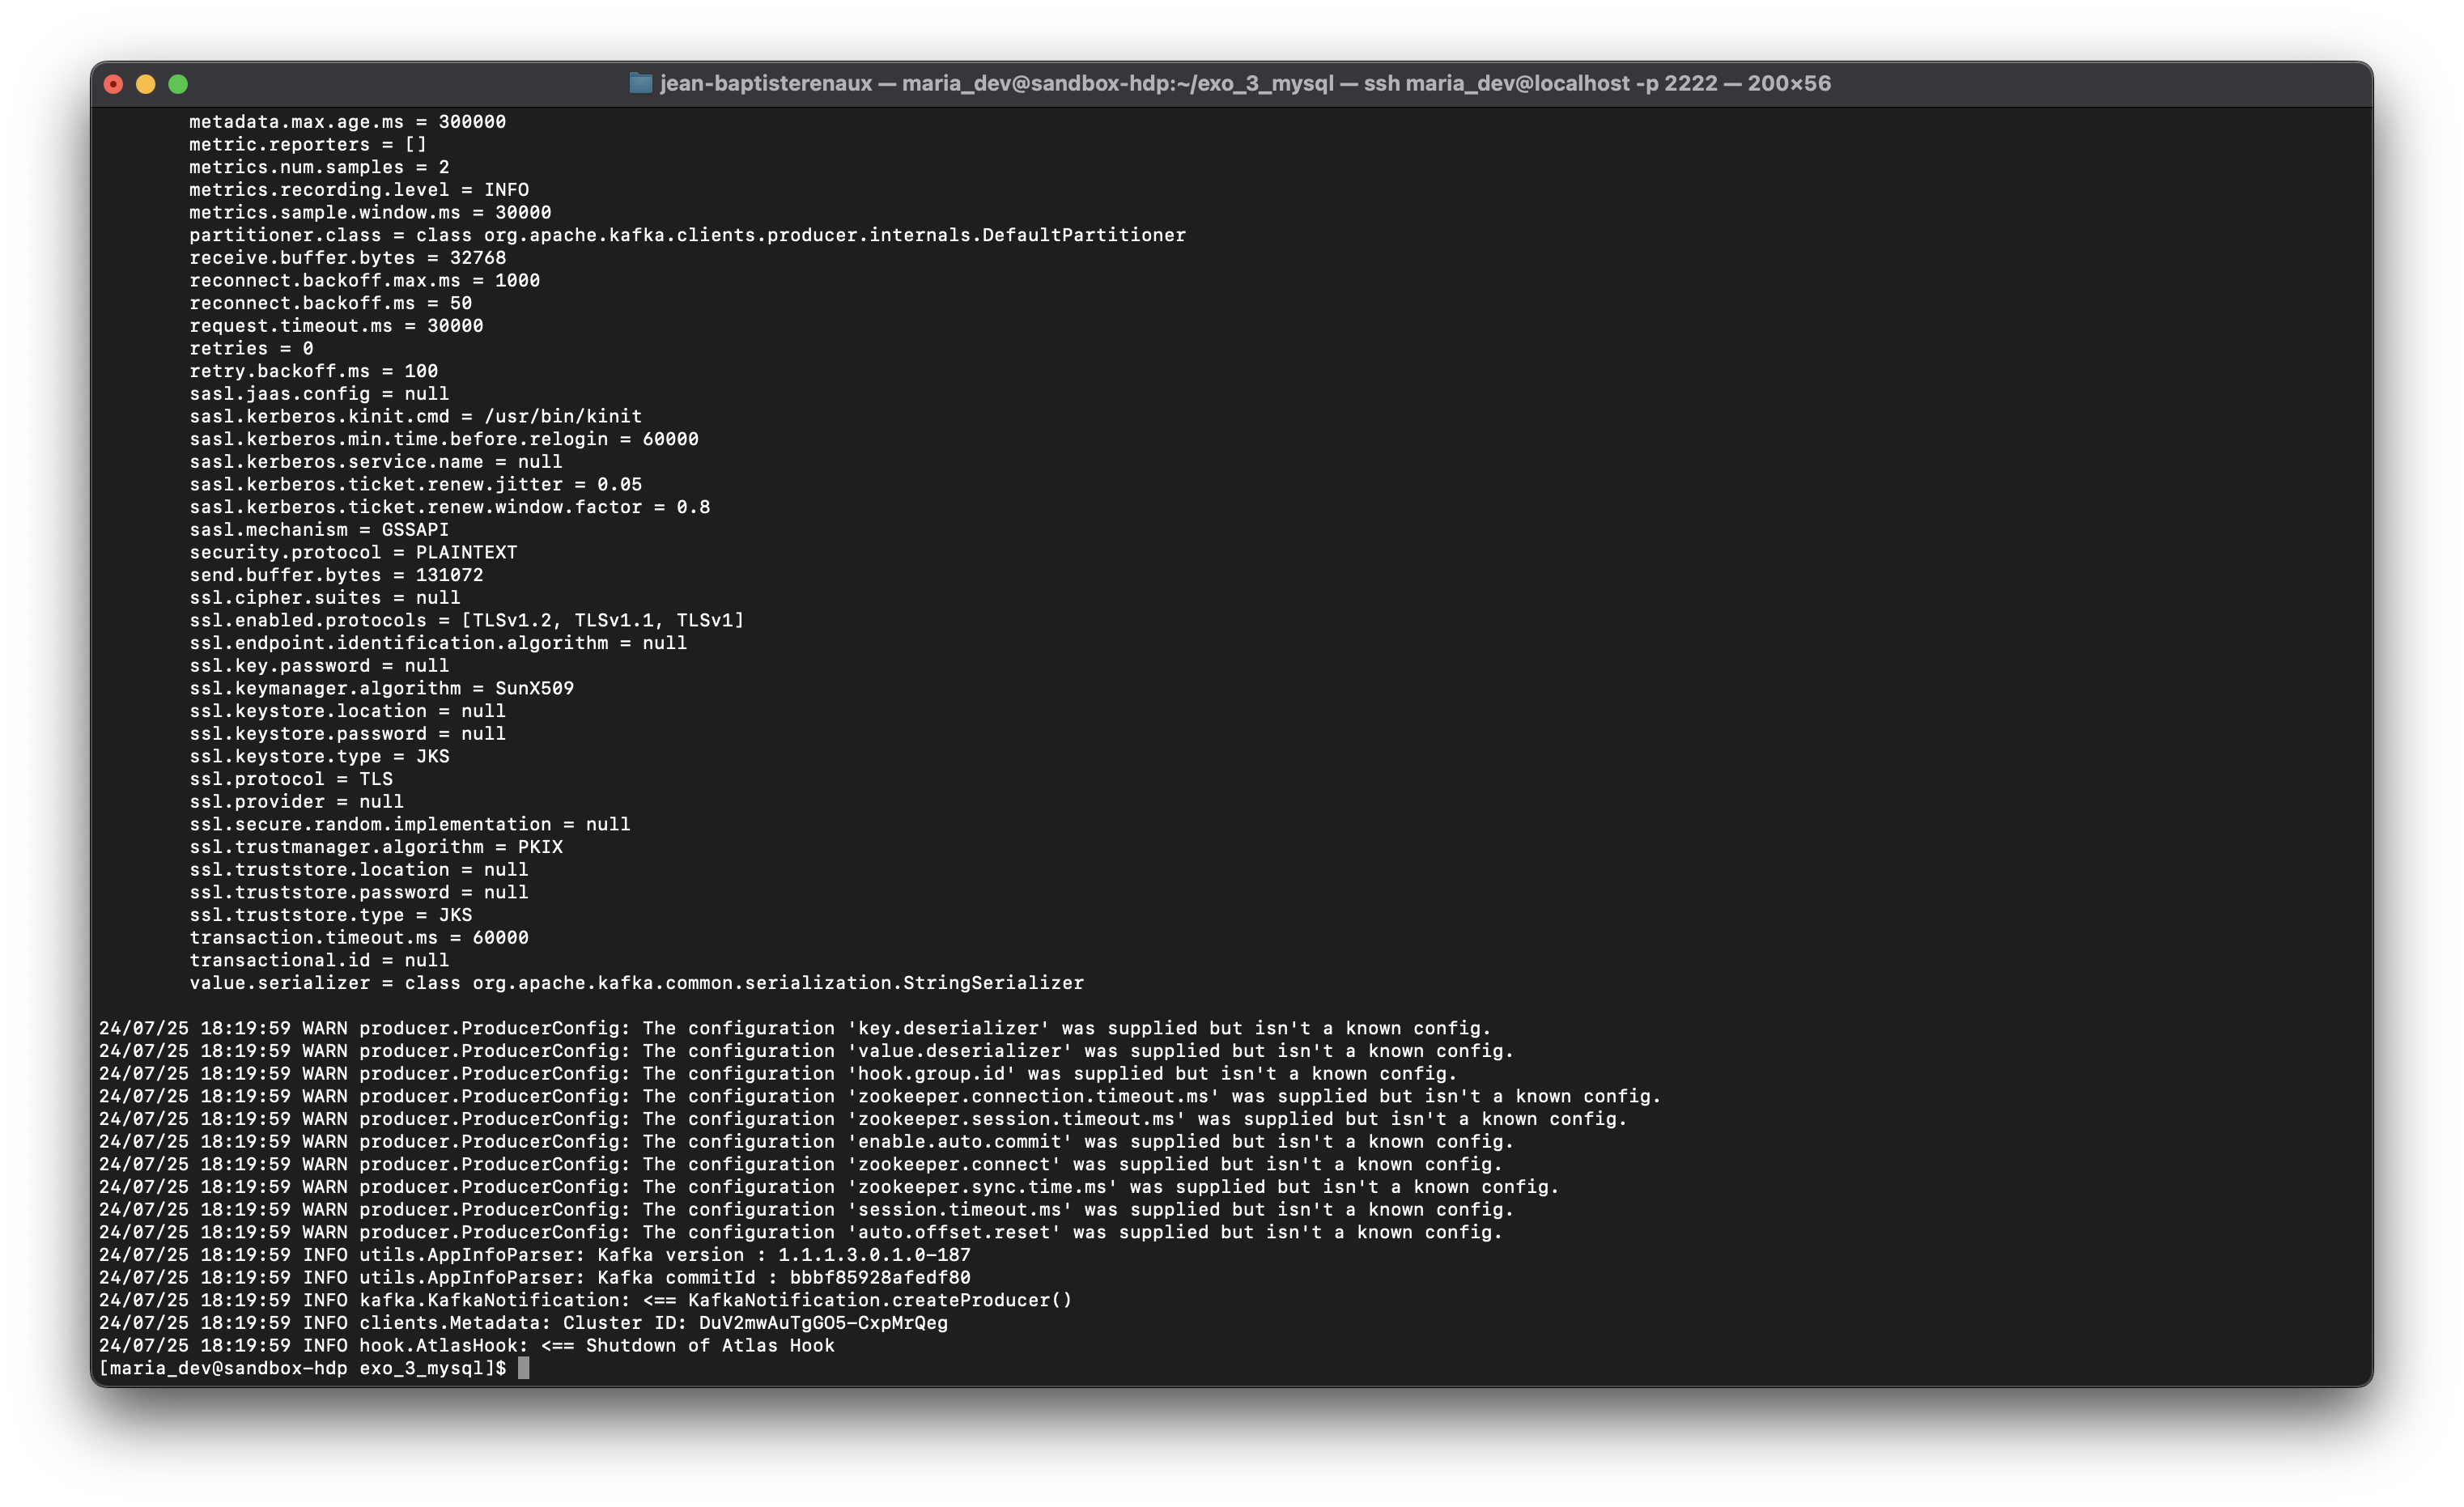 jean-baptisterenaux — maria_dev@sandbox-hdp:~/exo_3_mysql — ssh maria_dev@localhost -p 2222 — 200×56
metadata.max.age.ms = 300000
metric.reporters = []
metrics.num.samples = 2
metrics.recording.level = INFO
metrics.sample.window.ms = 30000
partitioner.class = class org.apache.kafka.clients.producer.internals.DefaultPartitioner
receive.buffer.bytes = 32768
reconnect.backoff.max.ms = 1000
reconnect.backoff.ms = 50
request.timeout.ms = 30000
retries = 0
retry.backoff.ms = 100
sasl.jaas.config = null
sasl.kerberos.kinit.cmd = /usr/bin/kinit
sasl.kerberos.min.time.before.relogin = 60000
sasl.kerberos.service.name = null
sasl.kerberos.ticket.renew.jitter = 0.05
sasl.kerberos.ticket.renew.window.factor = 0.8
sasl.mechanism = GSSAPI
security.protocol = PLAINTEXT
send.buffer.bytes = 131072
ssl.cipher.suites = null
ssl.enabled.protocols = [TLSv1.2, TLSv1.1, TLSv1]
ssl.endpoint.identification.algorithm = null
ssl.key.password = null
ssl.keymanager.algorithm = SunX509
ssl.keystore.location = null
ssl.keystore.password = null
ssl.keystore.type = JKS
ssl.protocol = TLS
ssl.provider = null
ssl.secure.random.implementation = null
ssl.trustmanager.algorithm = PKIX
ssl.truststore.location = null
ssl.truststore.password = null
ssl.truststore.type = JKS
transaction.timeout.ms = 60000
transactional.id = null
value.serializer = class org.apache.kafka.common.serialization.StringSerializer
24/07/25 18:19:59 WARN producer.ProducerConfig: The configuration 'key.deserializer' was supplied but isn't a known config.
24/07/25 18:19:59 WARN producer.ProducerConfig: The configuration 'value.deserializer' was supplied but isn't a known config.
24/07/25 18:19:59 WARN producer.ProducerConfig: The configuration 'hook.group.id' was supplied but isn't a known config.
24/07/25 18:19:59 WARN producer.ProducerConfig: The configuration 'zookeeper.connection.timeout.ms' was supplied but isn't a known config.
24/07/25 18:19:59 WARN producer.ProducerConfig: The configuration 'zookeeper.session.timeout.ms' was supplied but isn't a known config.
24/07/25 18:19:59 WARN producer.ProducerConfig: The configuration 'enable.auto.commit' was supplied but isn't a known config.
24/07/25 18:19:59 WARN producer.ProducerConfig: The configuration 'zookeeper.connect' was supplied but isn't a known config.
24/07/25 18:19:59 WARN producer.ProducerConfig: The configuration 'zookeeper.sync.time.ms' was supplied but isn't a known config.
24/07/25 18:19:59 WARN producer.ProducerConfig: The configuration 'session.timeout.ms' was supplied but isn't a known config.
24/07/25 18:19:59 WARN producer.ProducerConfig: The configuration 'auto.offset.reset' was supplied but isn't a known config.
24/07/25 18:19:59 INFO utils.AppInfoParser: Kafka version : 1.1.1.3.0.1.0-187
24/07/25 18:19:59 INFO utils.AppInfoParser: Kafka commitId : bbbf85928afedf80
24/07/25 18:19:59 INFO kafka.KafkaNotification: <== KafkaNotification.createProducer()
24/07/25 18:19:59 INFO clients.Metadata: Cluster ID: DuV2mwAuTgGO5-CxpMrQeg
24/07/25 18:19:59 INFO hook.AtlasHook: <== Shutdown of Atlas Hook
[maria_dev@sandbox-hdp exo_3_mysql]$